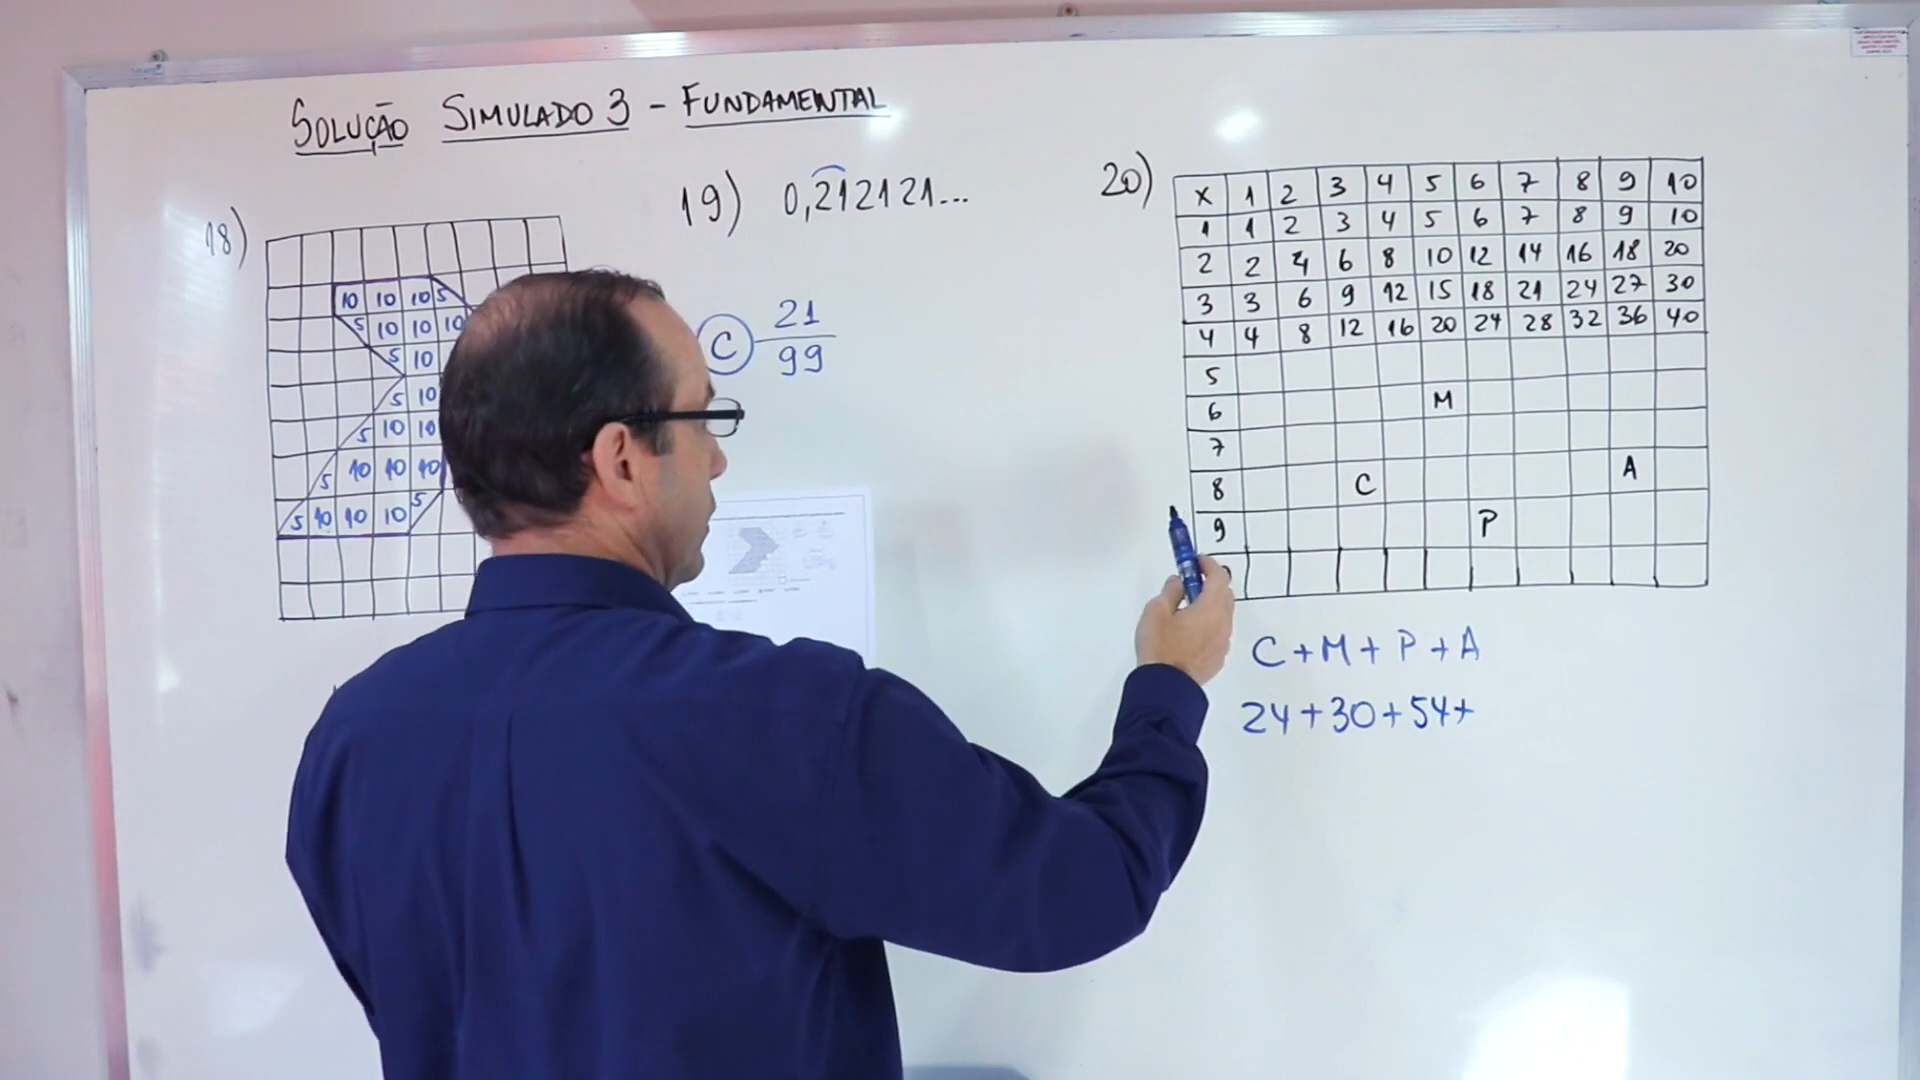 SOLUÇÃO SIMULADO 3 - FUNDAMENTAL
18)
10 10 10 5
5 10 10 10
5 10
5 10
5 10 10
5 10 10 10
5 10 10 10 5
19) 0,212121...
C 21
99
20)
X 1 2 3 4 5 6 7 8 9 10
1 1 2 3 4 5 6 7 8 9 10
2 2 4 6 8 10 12 14 16 18 20
3 3 6 9 12 15 18 21 24 27 30
4 4 8 12 16 20 24 28 32 36 40
5
6 M
7
8 C A
9 P
C+M+P+A
24+30+54+